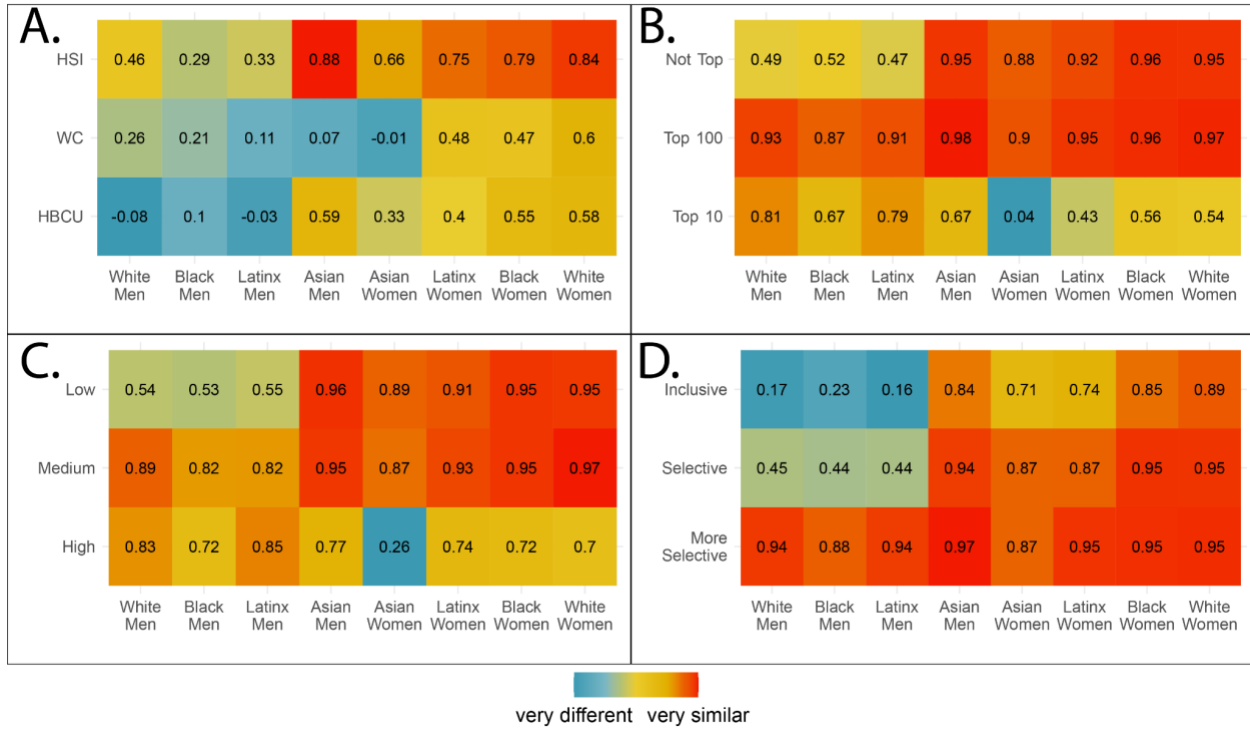 A.
HSI 0.46 0.29 0.33 0.88 0.66 0.75 0.79 0.84
WC 0.26 0.21 0.11 0.07 -0.01 0.48 0.47 0.6
HBCU -0.08 0.1 -0.03 0.59 0.33 0.4 0.55 0.58
White Black Latinx Asian Asian Latinx Black White
Men Men Men Men Women Women Women Women
B.
Not Top 0.49 0.52 0.47 0.95 0.88 0.92 0.96 0.95
Top 100 0.93 0.87 0.91 0.98 0.9 0.95 0.96 0.97
Top 10 0.81 0.67 0.79 0.67 0.04 0.43 0.56 0.54
White Black Latinx Asian Asian Latinx Black White
Men Men Men Men Women Women Women Women
C.
Low 0.54 0.53 0.55 0.96 0.89 0.91 0.95 0.95
Medium 0.89 0.82 0.82 0.95 0.87 0.93 0.95 0.97
High 0.83 0.72 0.85 0.77 0.26 0.74 0.72 0.7
White Black Latinx Asian Asian Latinx Black White
Men Men Men Men Women Women Women Women
D.
Inclusive 0.17 0.23 0.16 0.84 0.71 0.74 0.85 0.89
Selective 0.45 0.44 0.44 0.94 0.87 0.87 0.95 0.95
More
Selective 0.94 0.88 0.94 0.97 0.87 0.95 0.95 0.95
White Black Latinx Asian Asian Latinx Black White
Men Men Men Men Women Women Women Women
very different very similar